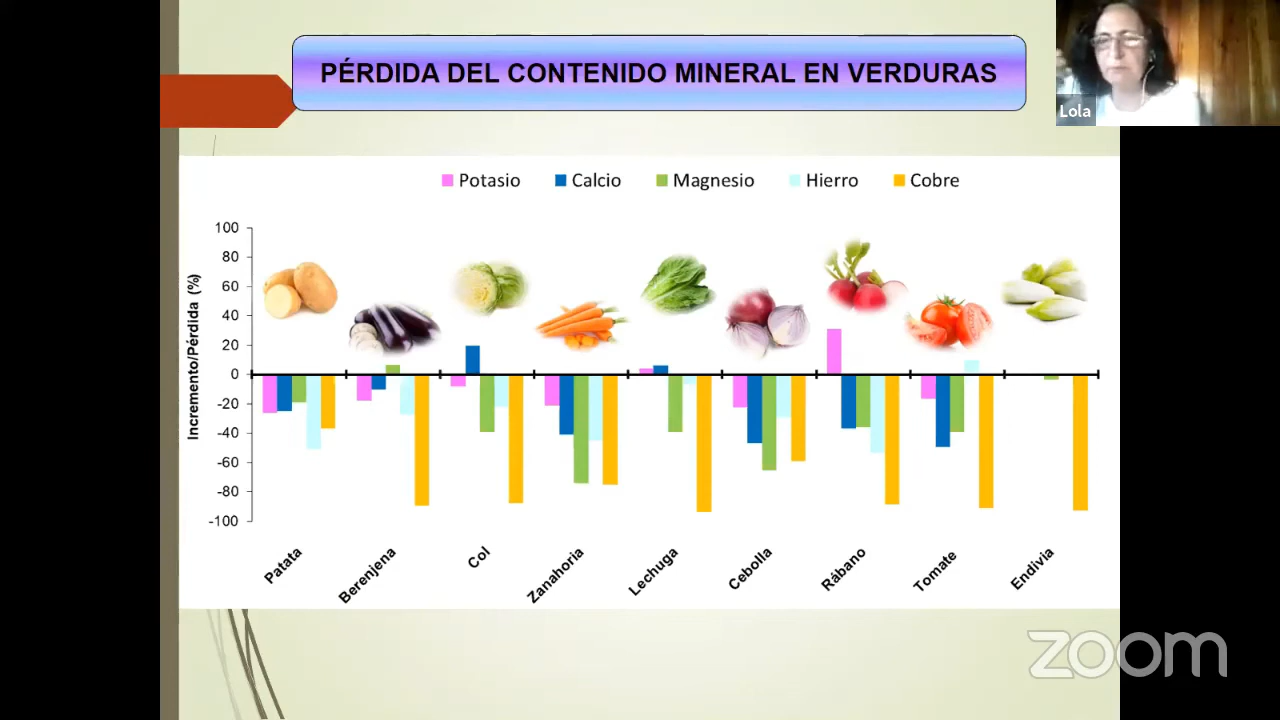 PÉRDIDA DEL CONTENIDO MINERAL EN VERDURAS
Lola
Potasio Calcio Magnesio Hierro Cobre
Incremento/Pérdida (%)
100
80
60
40
20
0
-20
-40
-60
-80
-100
Patata Berenjena Col Zanahoria Lechuga Cebolla Rábano Tomate Endivia
zoom